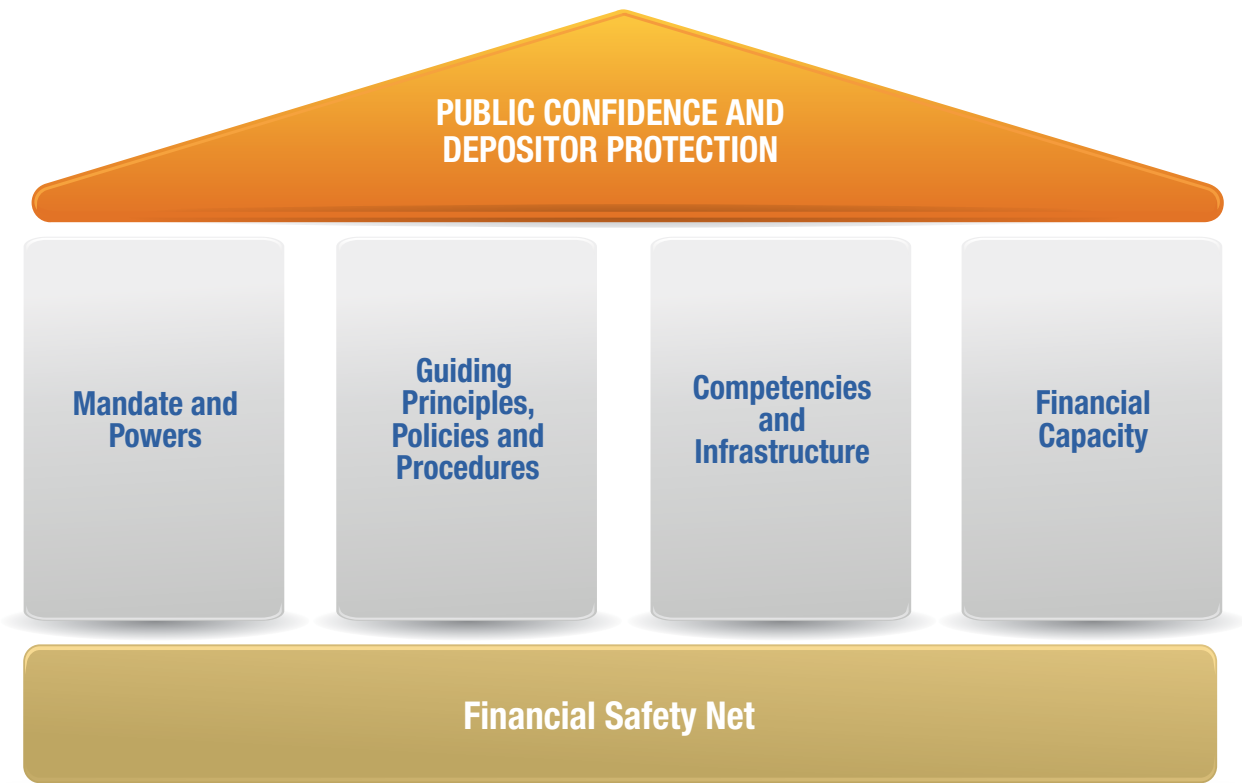 PUBLIC CONFIDENCE AND
DEPOSITOR PROTECTION
Mandate and
Powers
Guiding
Principles,
Policies and
Procedures
Competencies
and
Infrastructure
Financial
Capacity
Financial Safety Net